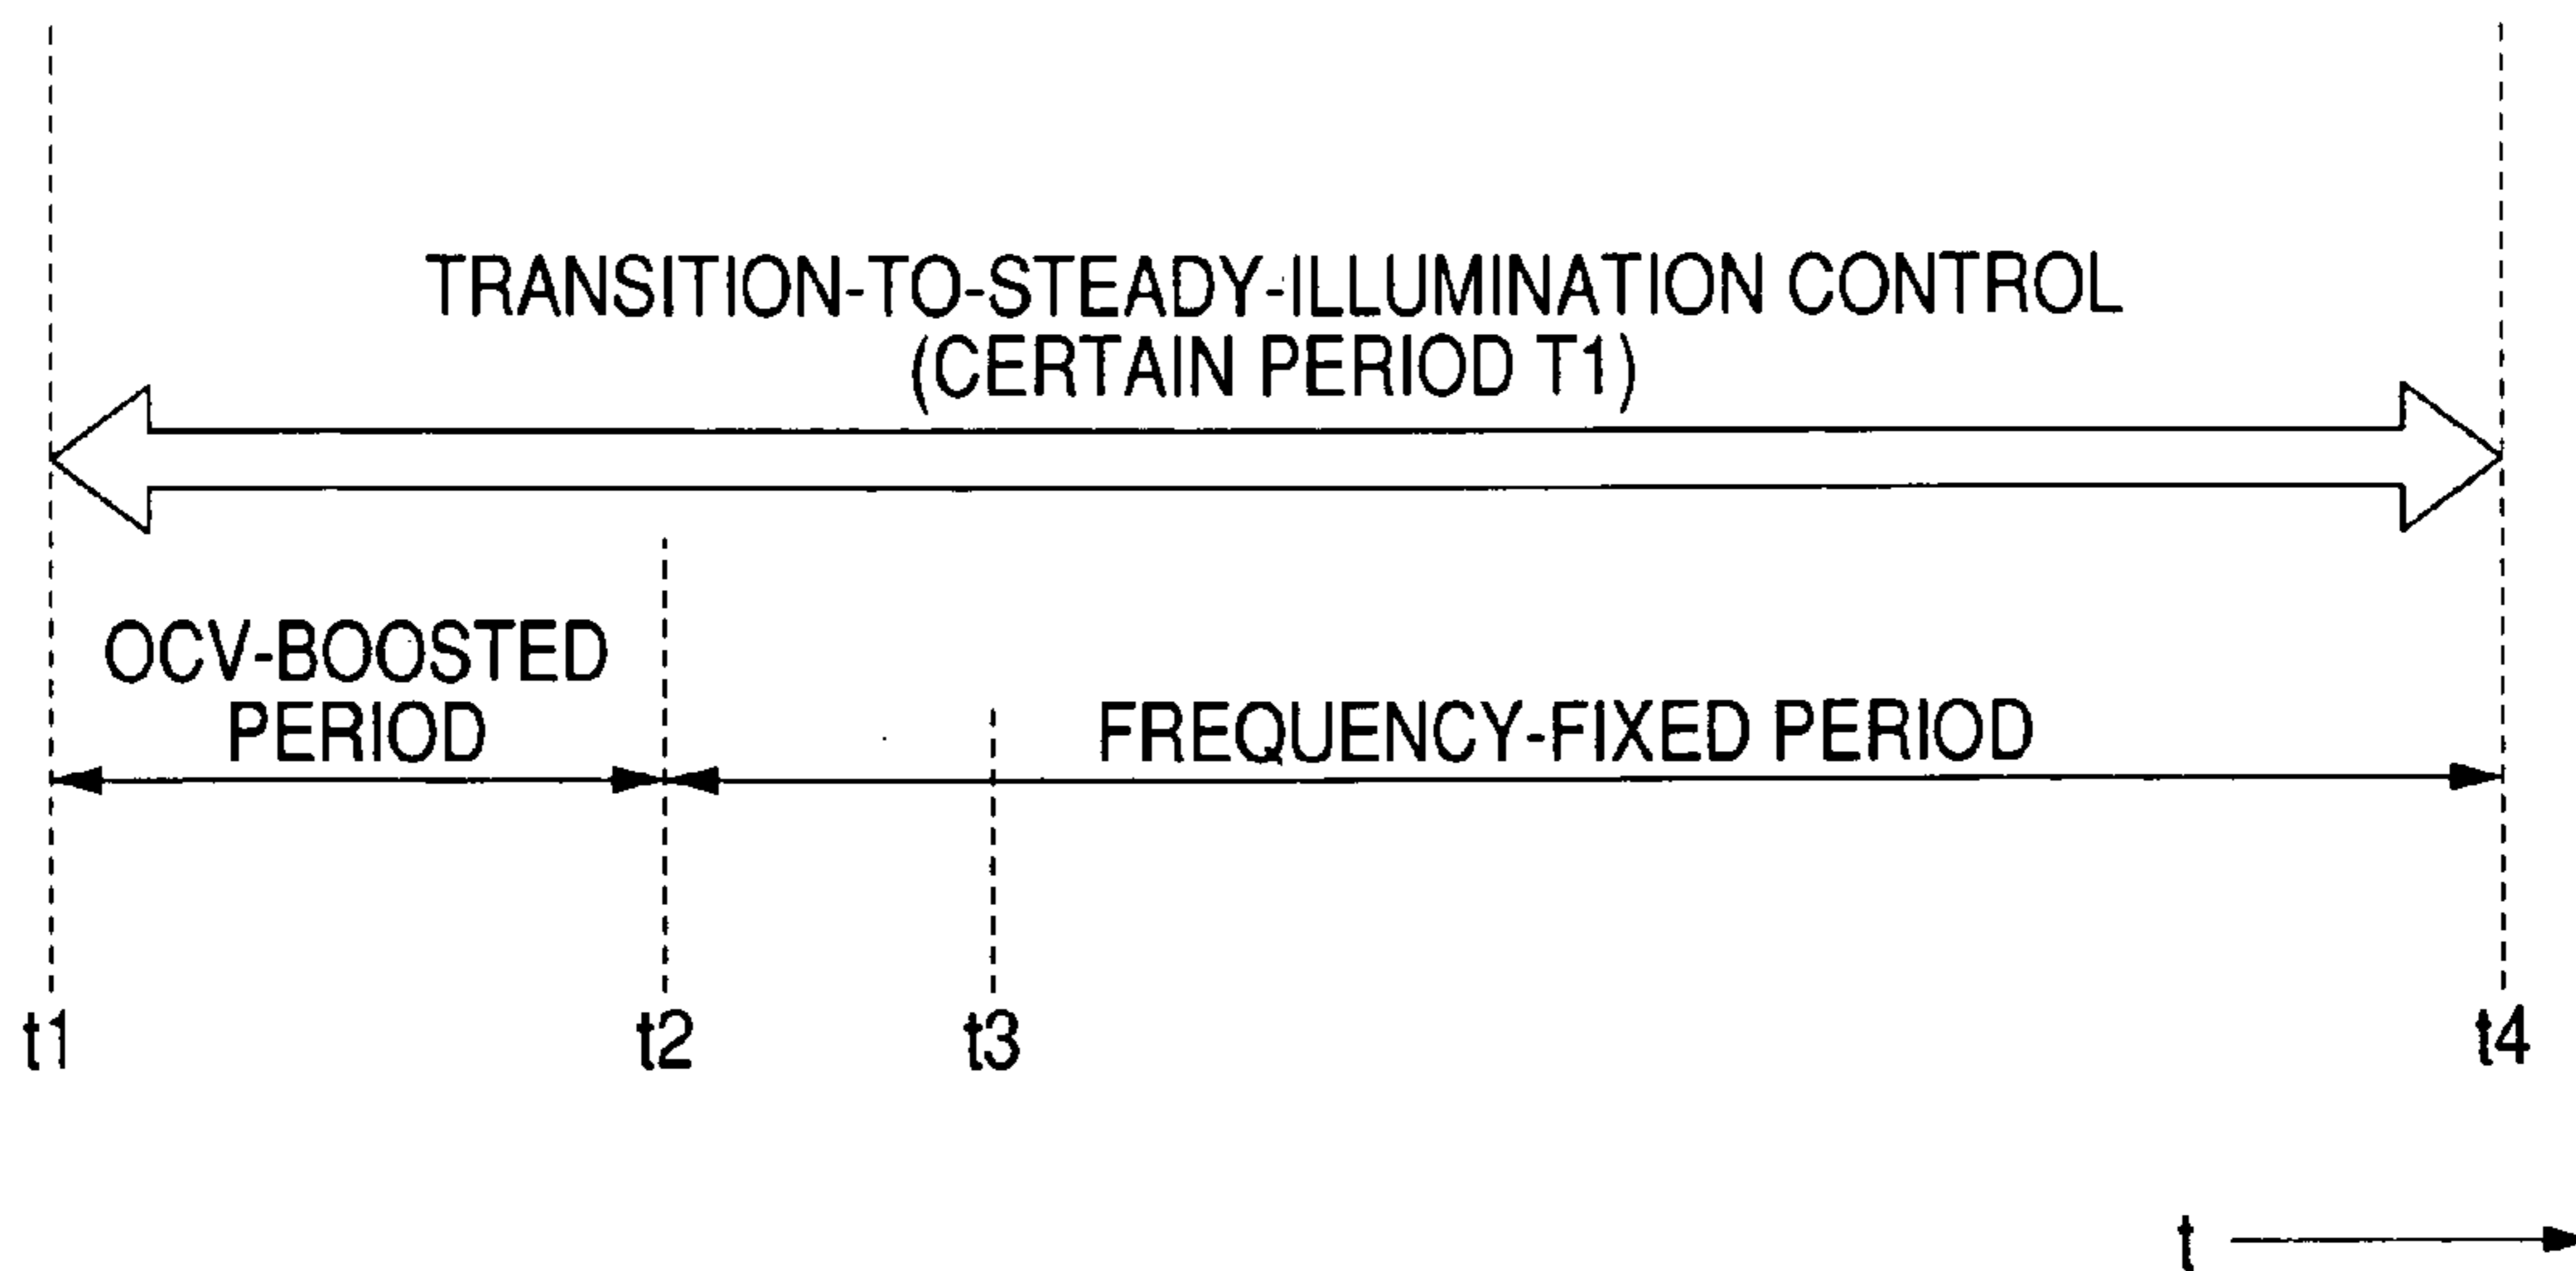 TRANSITION-TO-STEADY-ILLUMINATION CONTROL
(CERTAIN PERIOD T1)
OCV-BOOSTED
PERIOD
FREQUENCY-FIXED PERIOD
t1
t2
t3
t4
t